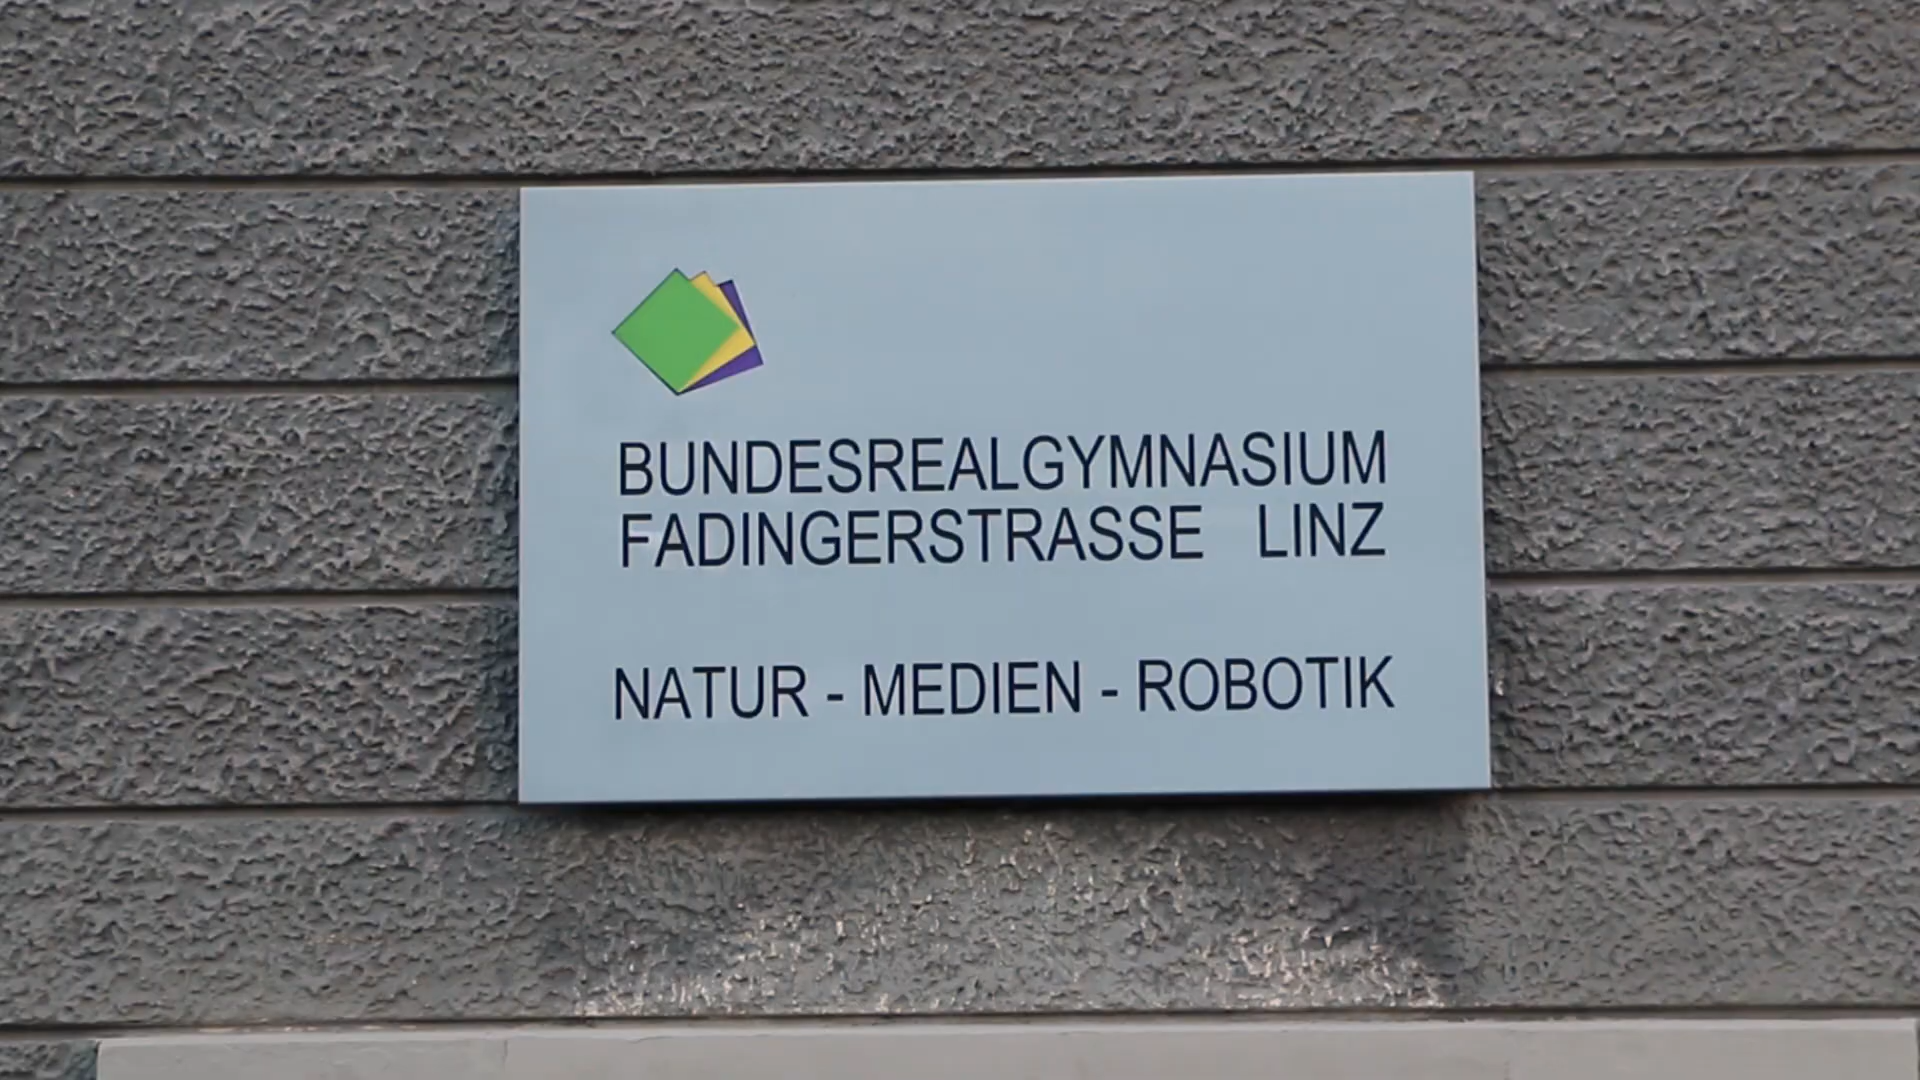 BUNDESREALGYMNASIUM
FADINGERSTRASSE LINZ
NATUR - MEDIEN - ROBOTIK